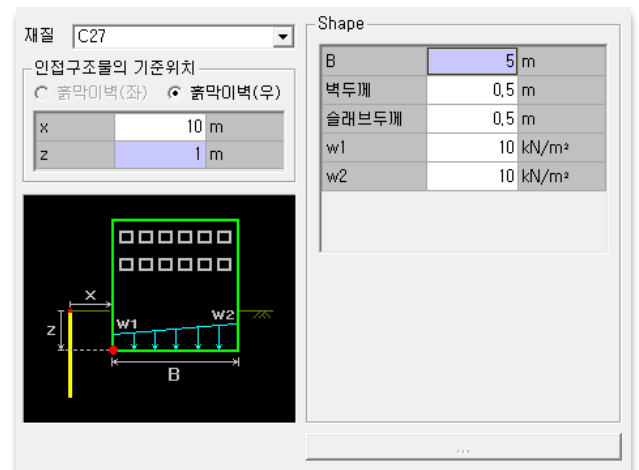 재질 C27
인접구조물의 기준위치
흙막이벽(좌) 흙막이벽(우)
x 10 m
z 1 m
x
z
w1 w2
B
Shape
B 5 m
벽두께 0,5 m
슬래브두께 0,5 m
w1 10 kN/m²
w2 10 kN/m²
...